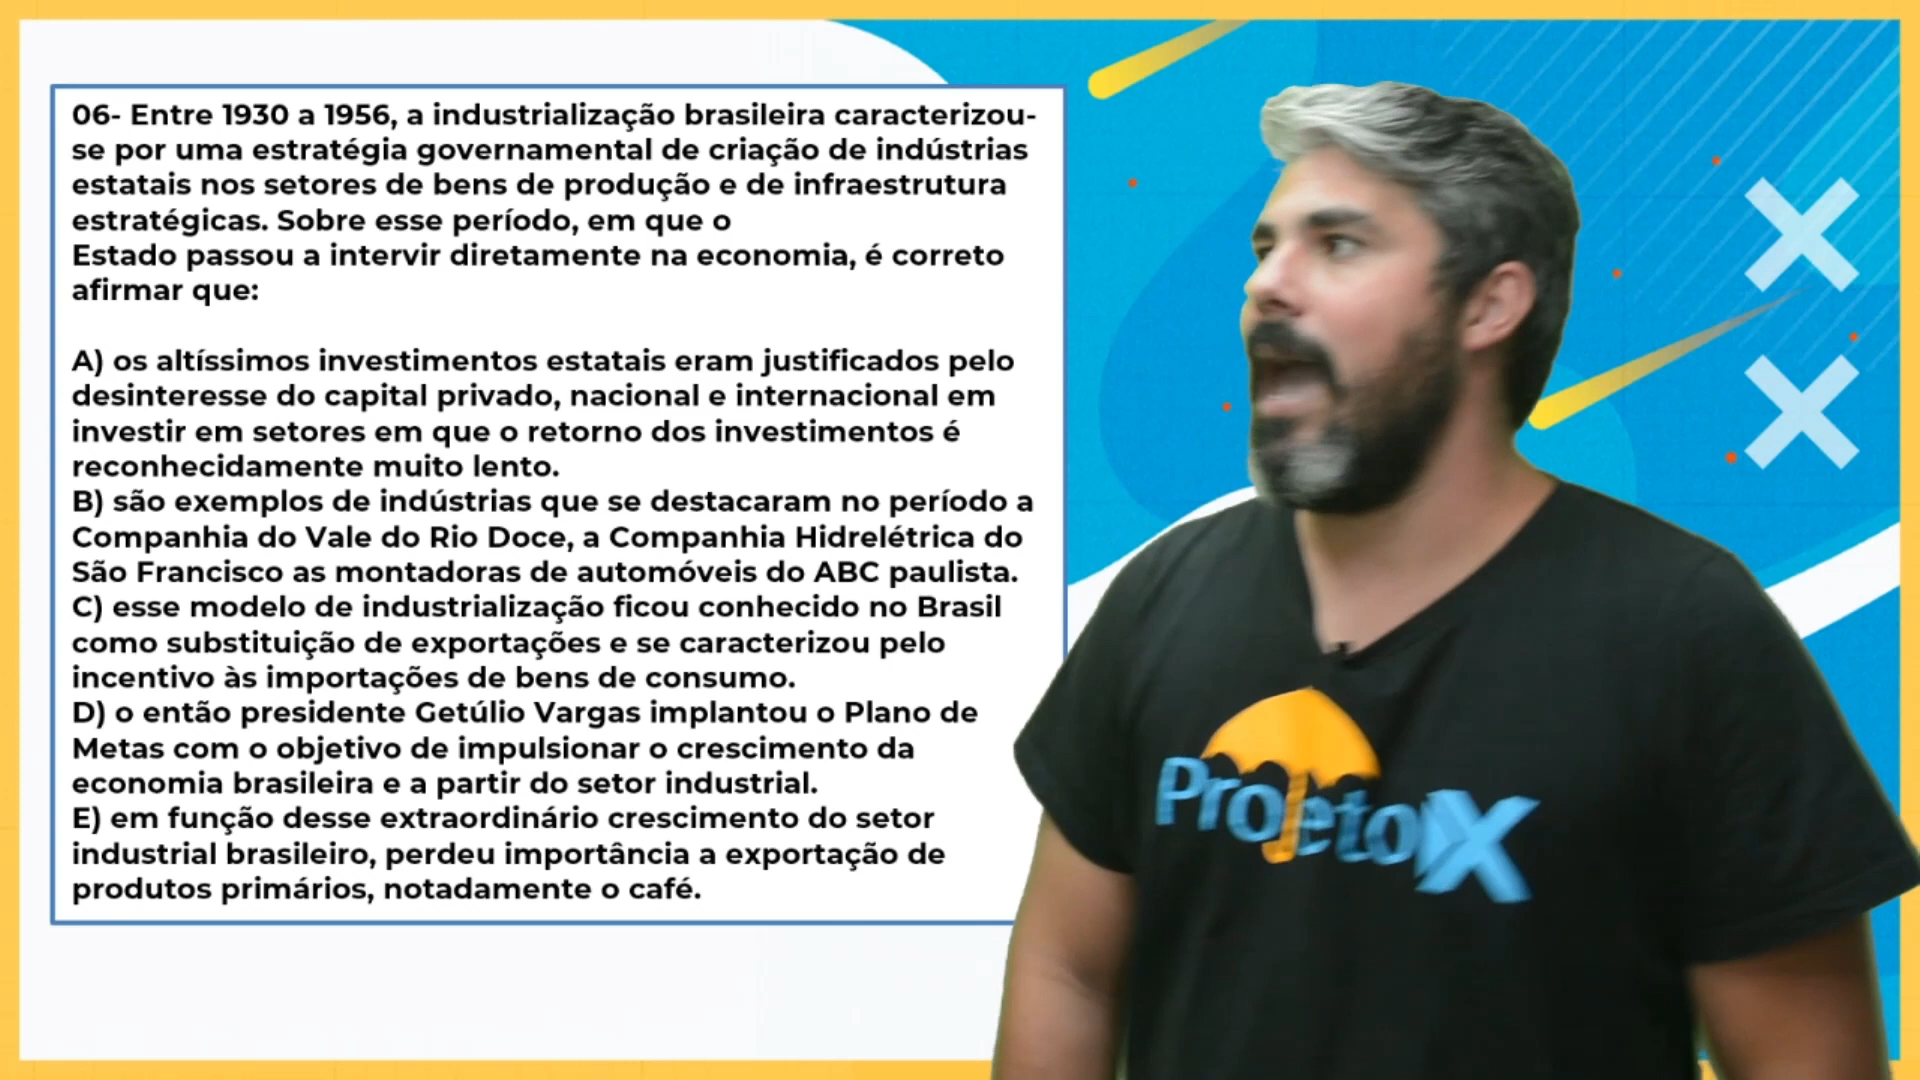 06- Entre 1930 a 1956, a industrialização brasileira caracterizou-
se por uma estratégia governamental de criação de indústrias
estatais nos setores de bens de produção e de infraestrutura
estratégicas. Sobre esse período, em que o
Estado passou a intervir diretamente na economia, é correto
afirmar que:
A) os altíssimos investimentos estatais eram justificados pelo
desinteresse do capital privado, nacional e internacional em
investir em setores em que o retorno dos investimentos é
reconhecidamente muito lento.
B) são exemplos de indústrias que se destacaram no período a
Companhia do Vale do Rio Doce, a Companhia Hidrelétrica do
São Francisco as montadoras de automóveis do ABC paulista.
C) esse modelo de industrialização ficou conhecido no Brasil
como substituição de exportações e se caracterizou pelo
incentivo às importações de bens de consumo.
D) o então presidente Getúlio Vargas implantou o Plano de
Metas com o objetivo de impulsionar o crescimento da
economia brasileira e a partir do setor industrial.
E) em função desse extraordinário crescimento do setor
industrial brasileiro, perdeu importância a exportação de
produtos primários, notadamente o café.
Projeto X